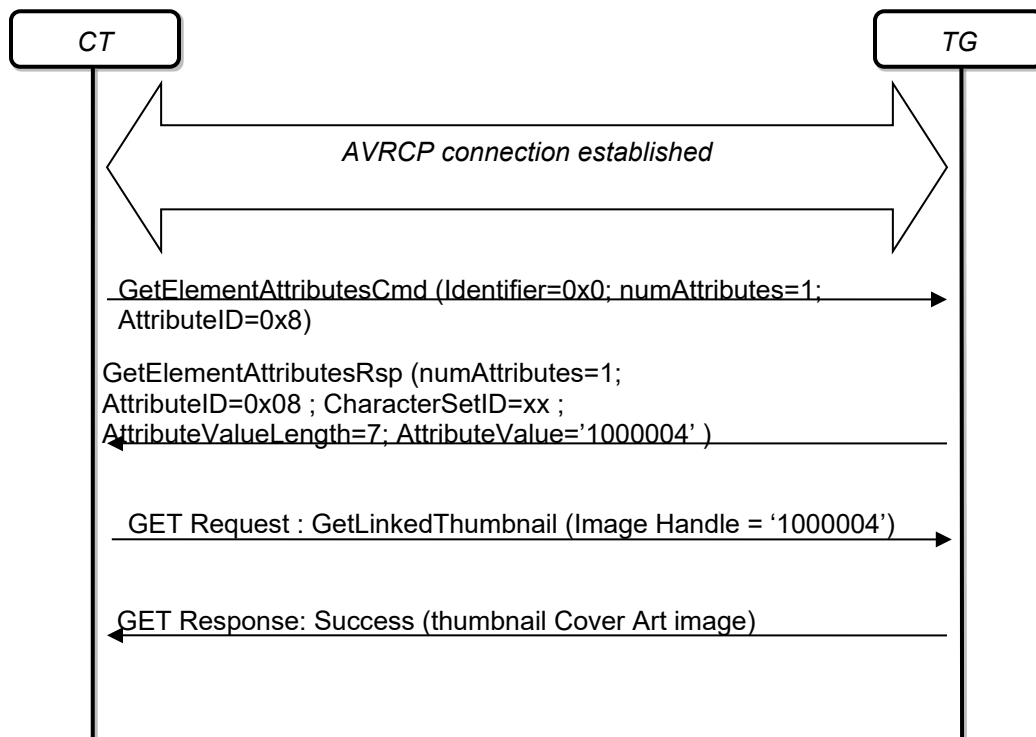 CT
TG
AVRCP connection established
GetElementAttributesCmd (Identifier=0x0; numAttributes=1;
AttributeID=0x8)
GetElementAttributesRsp (numAttributes=1;
AttributeID=0x08 ; CharacterSetID=xx ;
AttributeValueLength=7; AttributeValue=’1000004’ )
GET Request : GetLinkedThumbnail (Image Handle = ‘1000004’)
GET Response: Success (thumbnail Cover Art image)